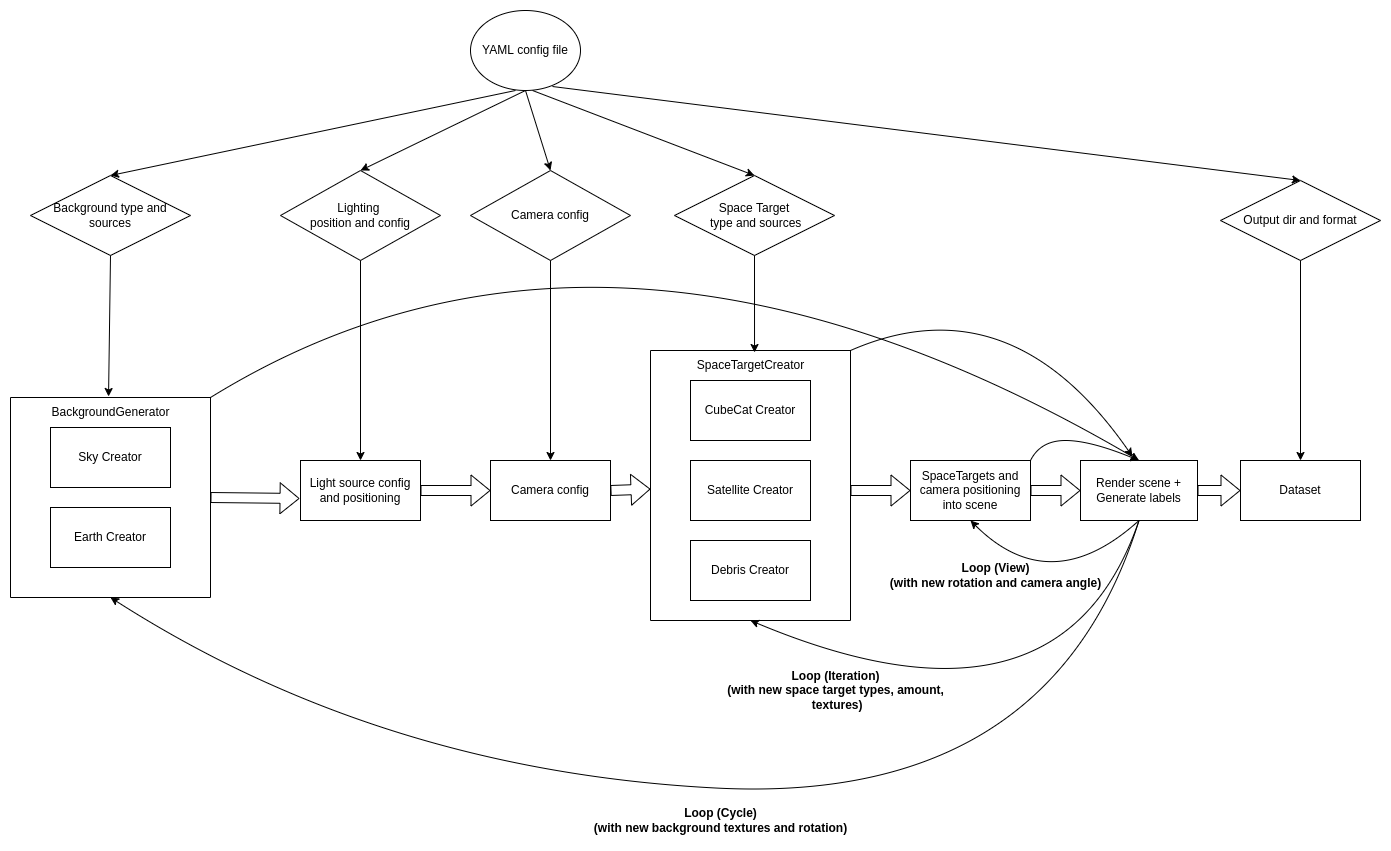 YAML config file
Background type and
sources
Lighting
position and config
Camera config
Space Target
type and sources
Output dir and format
BackgroundGenerator
Sky Creator
Earth Creator
Light source config
and positioning
Camera config
SpaceTargetCreator
CubeCat Creator
Satellite Creator
Debris Creator
SpaceTargets and
camera positioning
into scene
Render scene +
Generate labels
Dataset
Loop (View)
(with new rotation and camera angle)
Loop (Iteration)
(with new space target types, amount,
textures)
Loop (Cycle)
(with new background textures and rotation)